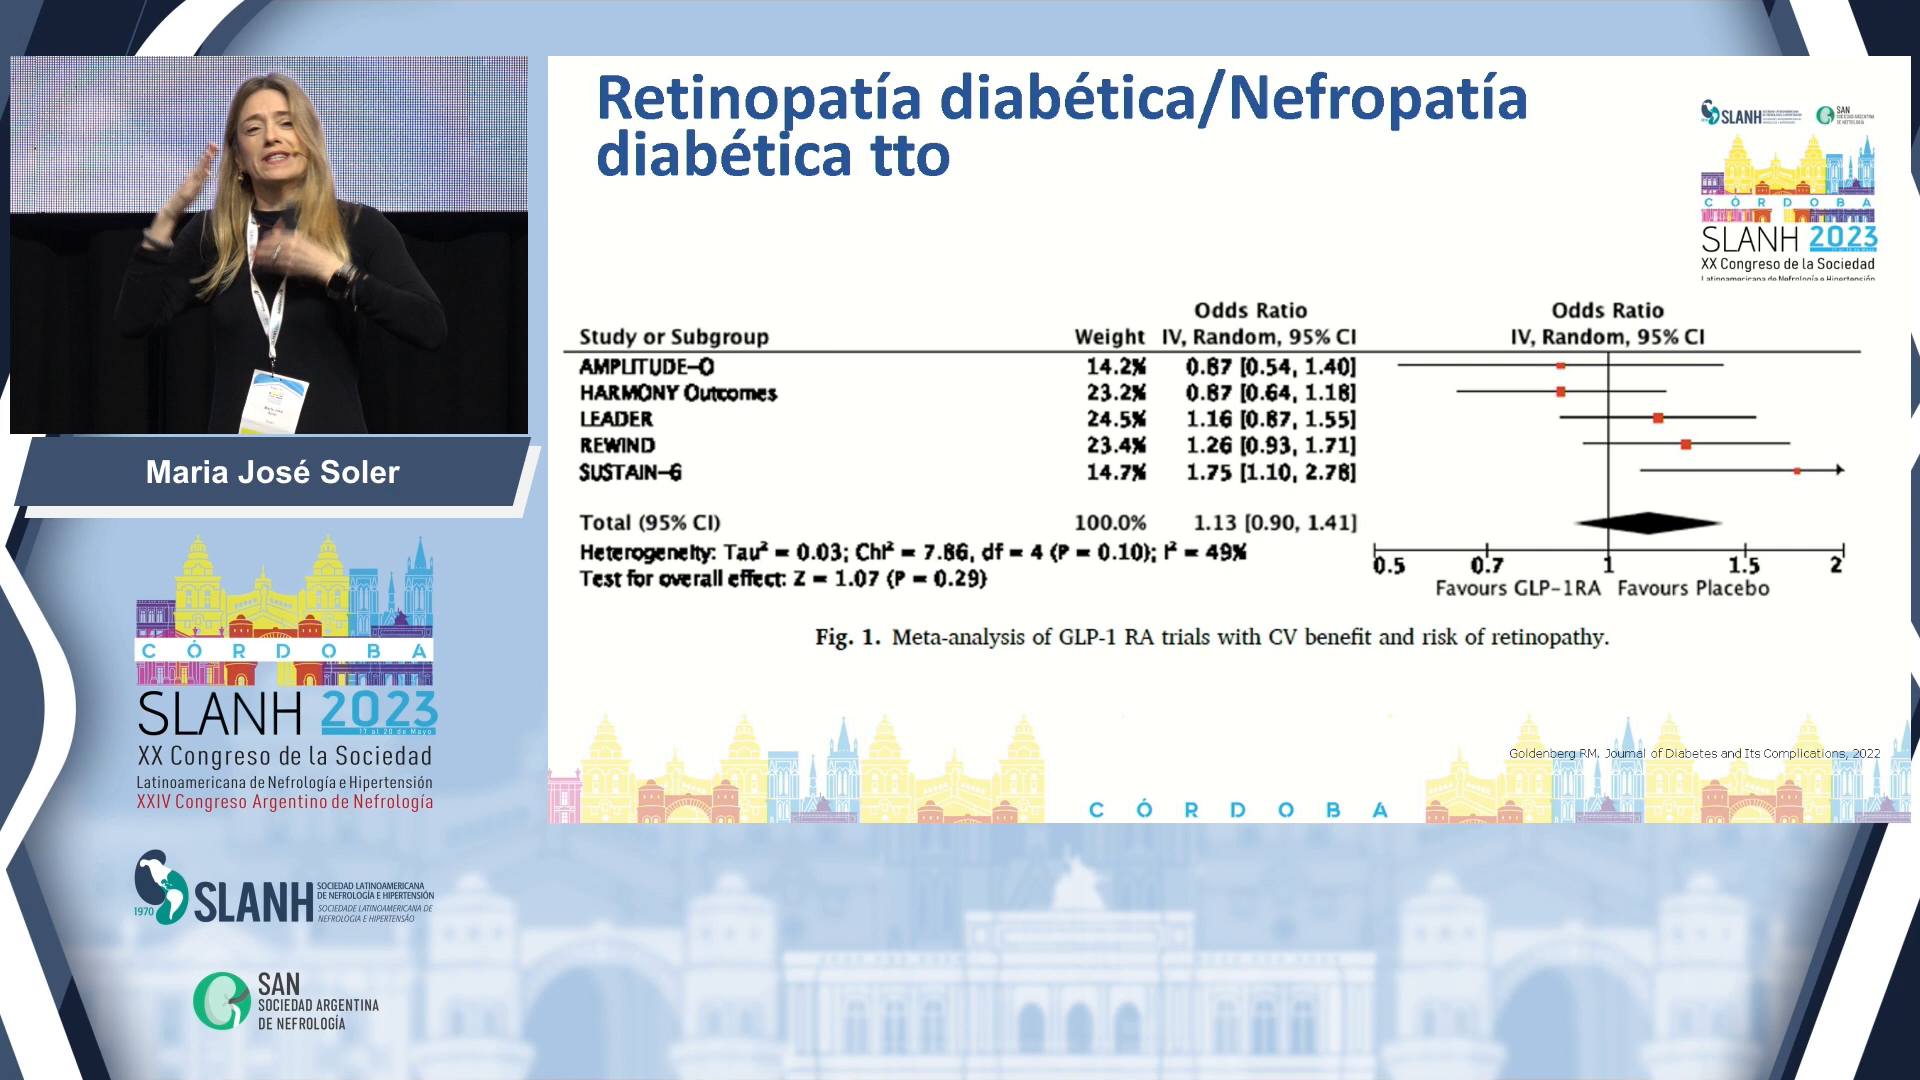 Retinopatía diabética/Nefropatía
diabética tto
SLANH
SAN
SOCIEDAD ARGENTINA
DE NEFROLOGÍA
CÓRDOBA
SLANH 2023
XX Congreso de la Sociedad
Latinoamericana de Nefrología e Hipertensión
Odds Ratio
Odds Ratio
Study or Subgroup Weight IV, Random, 95% CI IV, Random, 95% CI
AMPLITUDE-O 14.2% 0.87 [0.54, 1.40]
HARMONY Outcomes 23.2% 0.87 [0.64, 1.18]
LEADER 24.5% 1.16 [0.87, 1.55]
REWIND 23.4% 1.26 [0.93, 1.71]
SUSTAIN-6 14.7% 1.75 [1.10, 2.78]
Total (95% CI) 100.0% 1.13 [0.90, 1.41]
Heterogeneity: Tau² = 0.03; Chi² = 7.86, df = 4 (P = 0.10); I² = 49%
Test for overall effect: Z = 1.07 (P = 0.29)
0.5 0.7 1 1.5 2
Favours GLP-1RA Favours Placebo
Fig. 1. Meta-analysis of GLP-1 RA trials with CV benefit and risk of retinopathy.
Goldenberg RM. Journal of Diabetes and Its Complications, 2022
CÓRDOBA
Maria José Soler
CÓRDOBA
SLANH 2023
17 al 20 de Mayo
XX Congreso de la Sociedad
Latinoamericana de Nefrología e Hipertensión
XXIV Congreso Argentino de Nefrología
1970
SLANH
SOCIEDAD LATINOAMERICANA
DE NEFROLOGÍA E HIPERTENSIÓN
SOCIEDADE LATINOAMERICANA DE
NEFROLOGIA E HIPERTENSÃO
SAN
SOCIEDAD ARGENTINA
DE NEFROLOGÍA